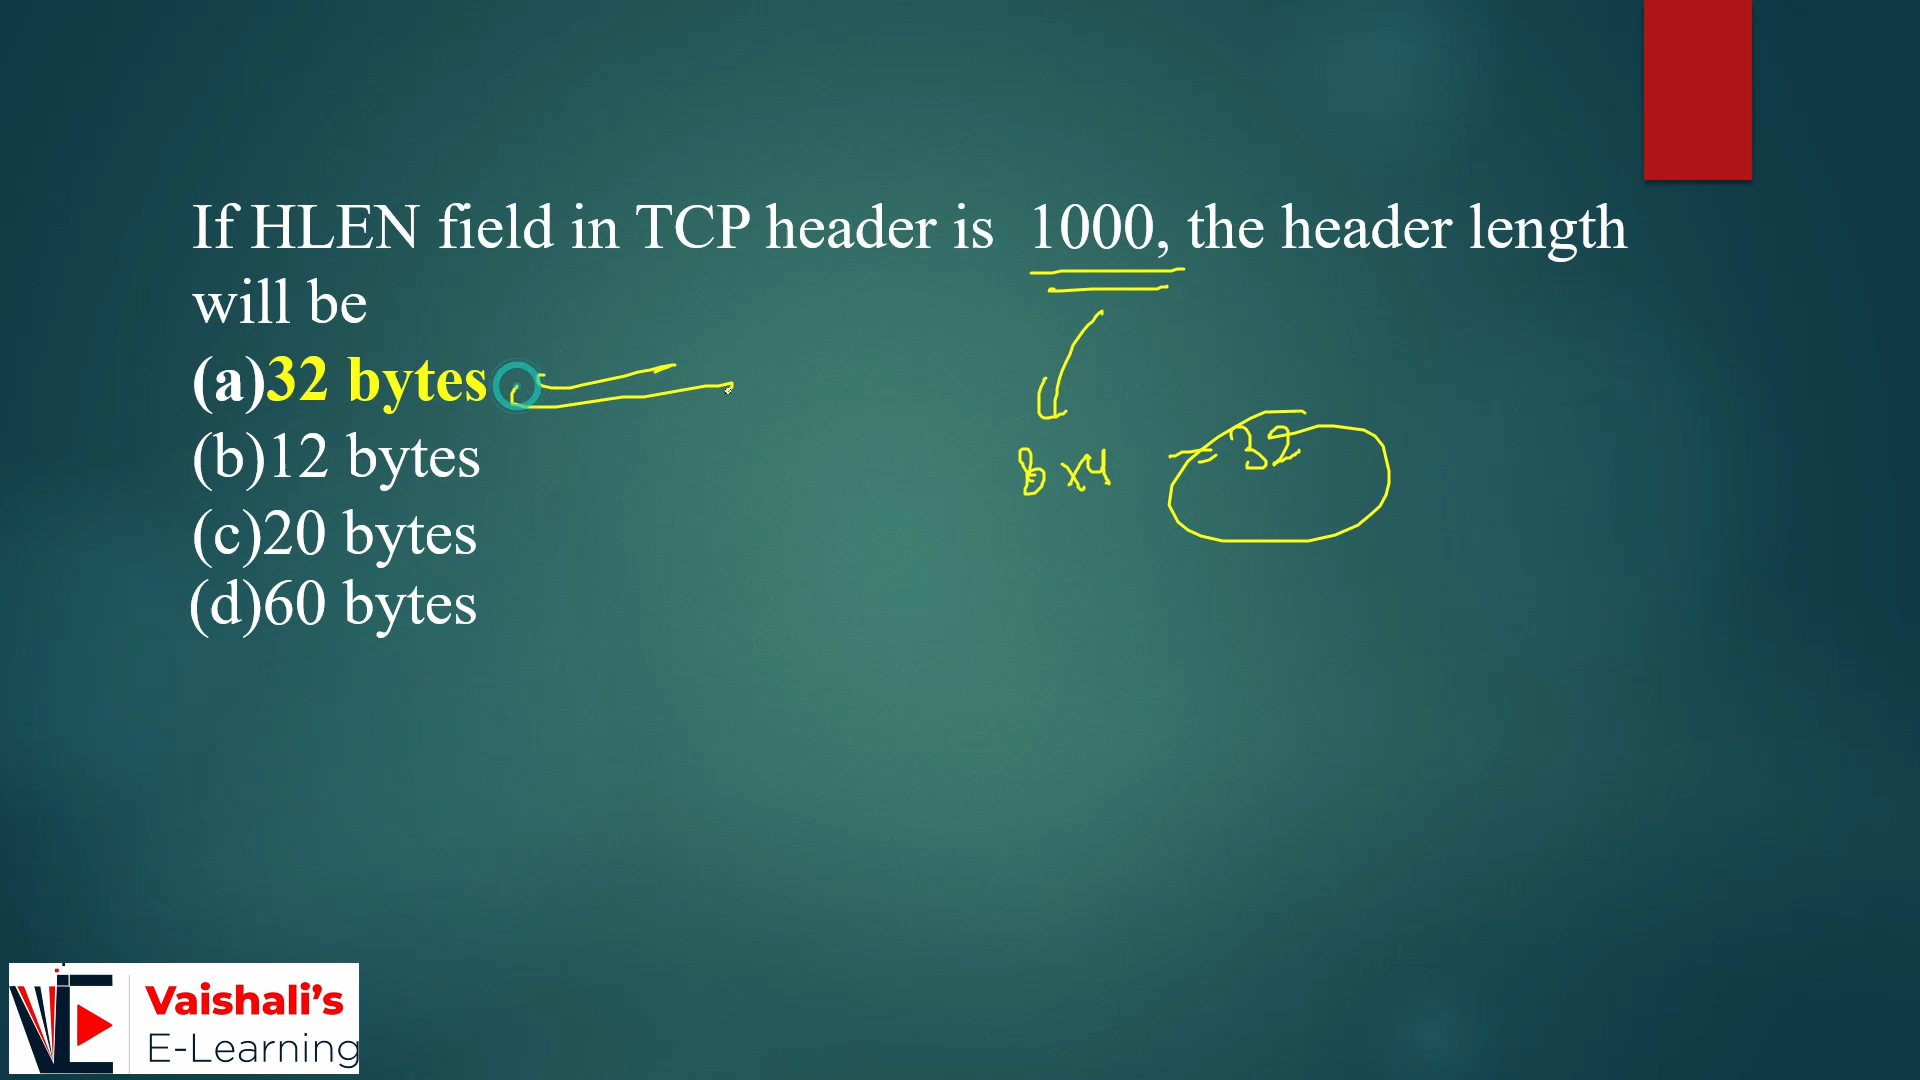 If HLEN field in TCP header is 1000, the header length
will be
(a)32 bytes
(b)12 bytes
8 x4 = 32
(c)20 bytes
(d)60 bytes
Vaishali's
E-Learning